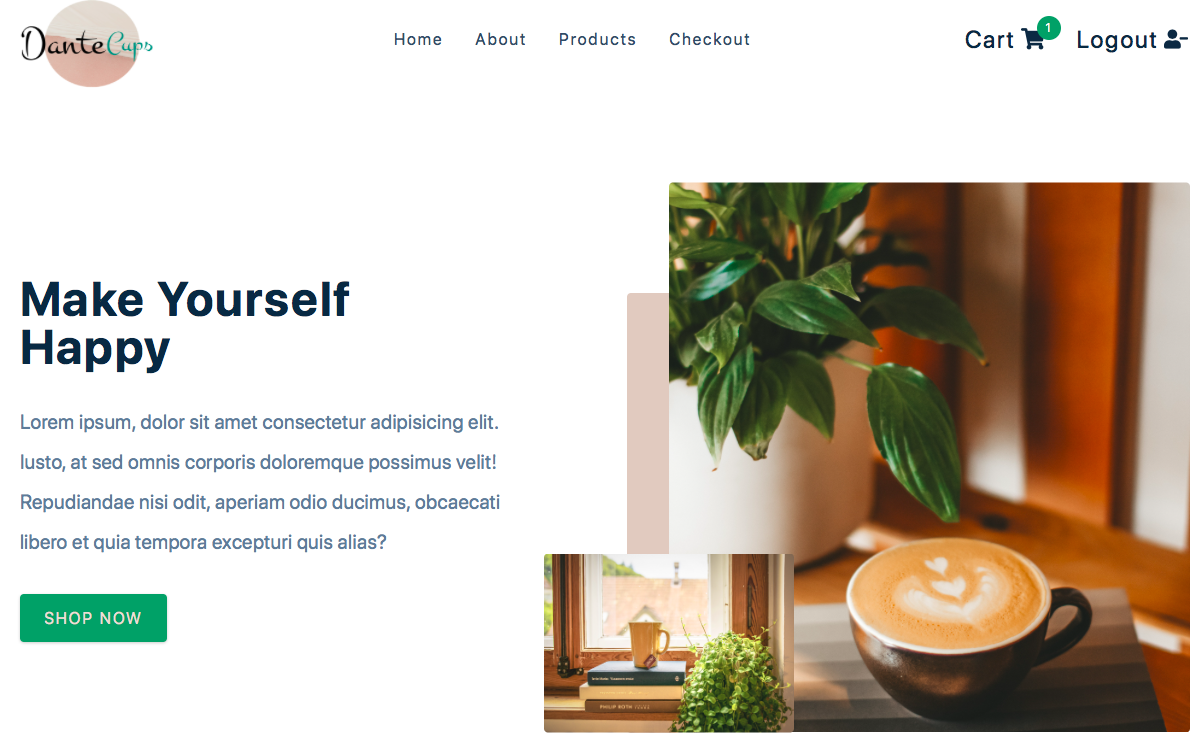 DanteCups
Home About Products Checkout
Cart 1 Logout
Make Yourself
Happy
Lorem ipsum, dolor sit amet consectetur adipisicing elit.
Iusto, at sed omnis corporis doloremque possimus velit!
Repudiandae nisi odit, aperiam odio ducimus, obcaecati
libero et quia tempora excepturi quis alias?
SHOP NOW
PHILIP ROTH